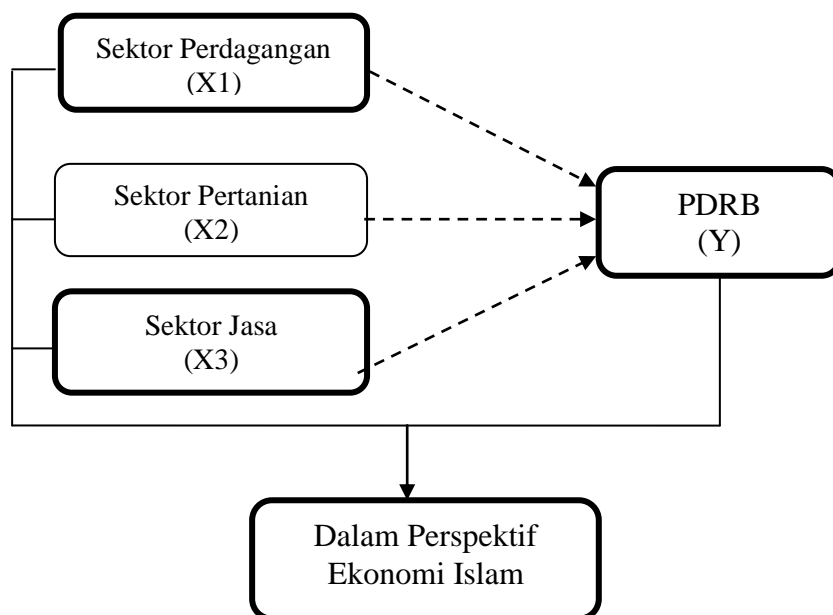 Sektor Perdagangan
(X1)
Sektor Pertanian
(X2)
Sektor Jasa
(X3)
PDRB
(Y)
Dalam Perspektif
Ekonomi Islam